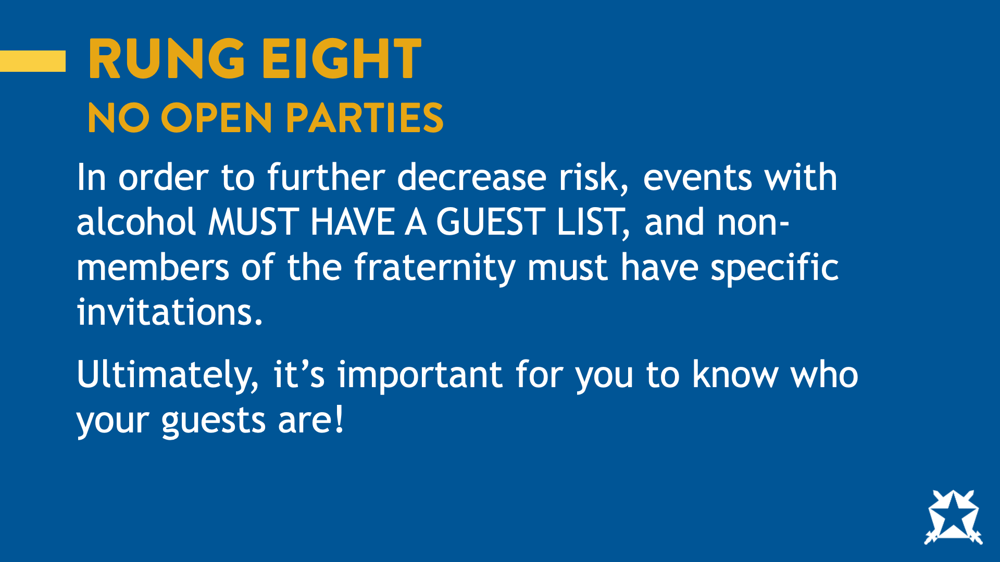 RUNG EIGHT
NO OPEN PARTIES
In order to further decrease risk, events with
alcohol MUST HAVE A GUEST LIST, and non-
members of the fraternity must have specific
invitations.
Ultimately, it’s important for you to know who
your guests are!